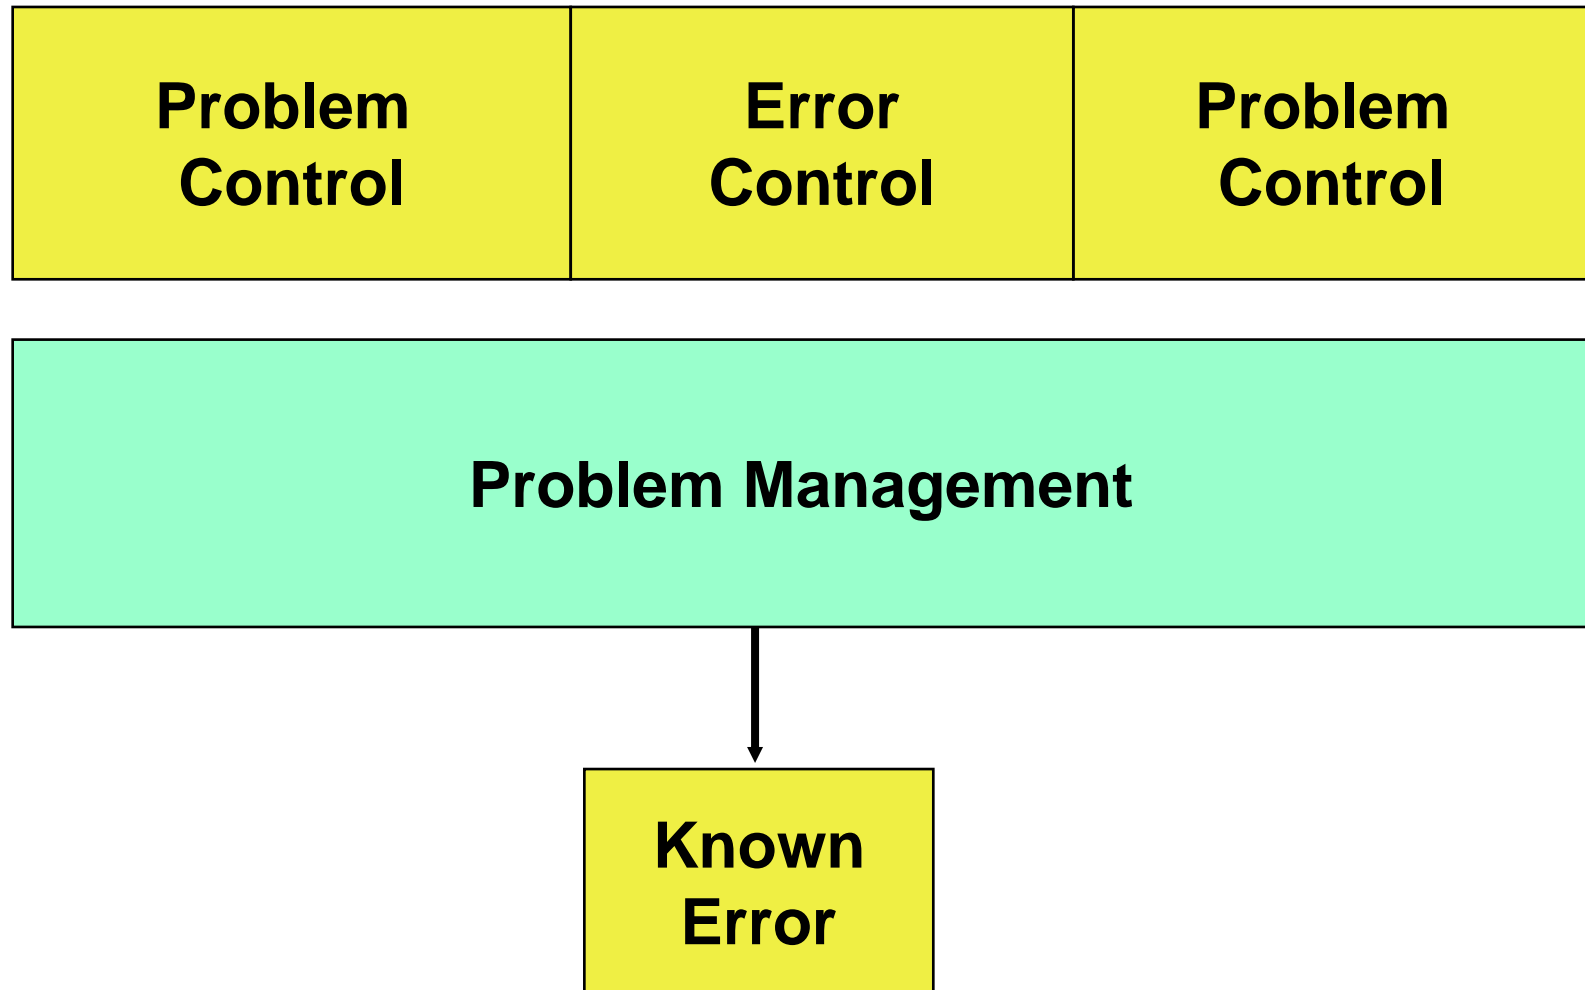 Problem
Control
Error
Control
Problem
Control
Problem Management
Known
Error